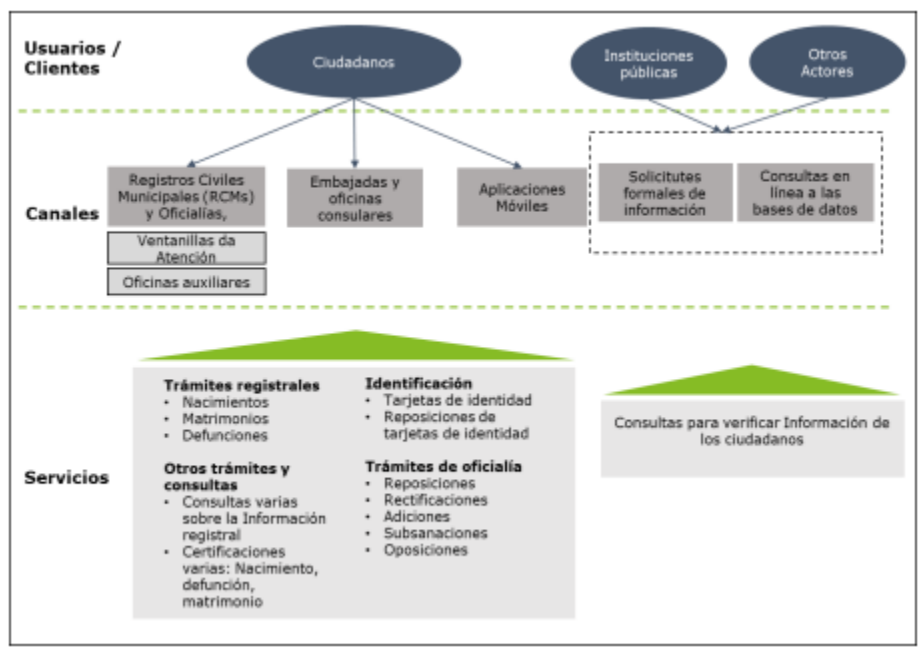 Usuarios /
Clientes
Ciudadanos
Instituciones
públicas
Otros
Actores
Canales
Registros Civiles
Municipales (RCMs)
y Oficialías,
Ventanillas da
Atención
Oficinas auxiliares
Embajadas y
oficinas
consulares
Aplicaciones
Móviles
Solicitutes
formales de
información
Consultas en
línea a las
bases de datos
Servicios
Trámites registrales
• Nacimientos
• Matrimonios
• Defunciones
Otros trámites y
consultas
• Consultas varias
sobre la Información
registral
• Certificaciones
varias: Nacimiento,
defunción,
matrimonio
Identificación
• Tarjetas de identidad
• Reposiciones de
tarjetas de identidad
Trámites de oficialía
• Reposiciones
• Rectificaciones
• Adiciones
• Subsanaciones
• Oposiciones
Consultas para verificar Información de
los ciudadanos